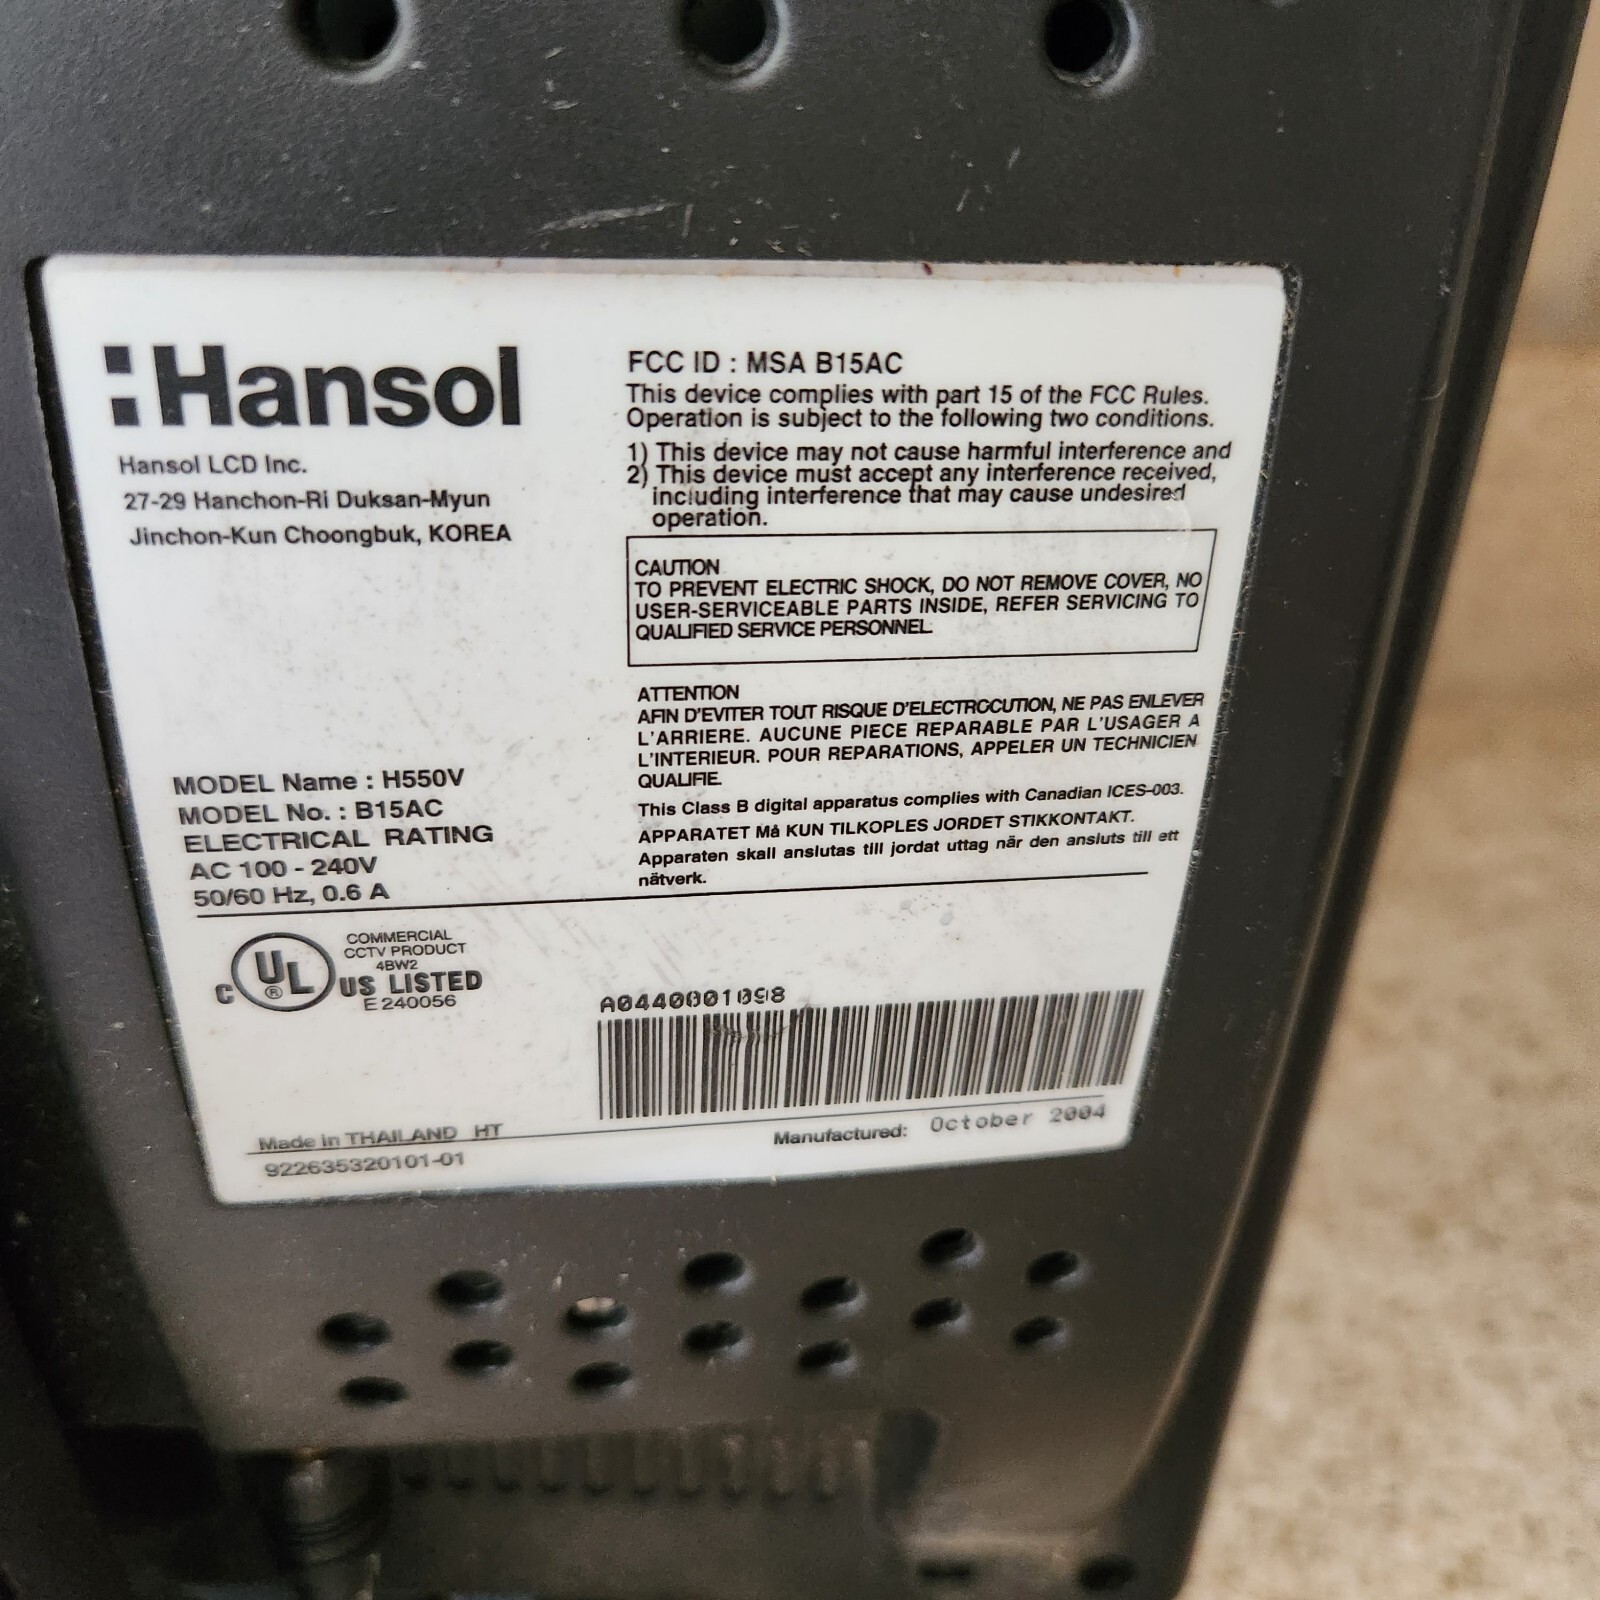 Hansol
Hansol LCD Inc.
27-29 Hanchon-Ri Duksan-Myun
Jinchon-Kun Choongbuk, KOREA
MODEL Name : H550V
MODEL No. : B15AC
ELECTRICAL RATING
AC 100 - 240V
50/60 Hz, 0.6 A
FCC ID : MSA B15AC
This device complies with part 15 of the FCC Rules.
Operation is subject to the following two conditions.
1) This device may not cause harmful interference and
2) This device must accept any interference received,
including interference that may cause undesired
operation.
CAUTION
TO PREVENT ELECTRIC SHOCK, DO NOT REMOVE COVER, NO
USER-SERVICEABLE PARTS INSIDE, REFER SERVICING TO
QUALIFIED SERVICE PERSONNEL.
ATTENTION
AFIN D'EVITER TOUT RISQUE D'ELECTROCUTION, NE PAS ENLEVER
L'ARRIERE. AUCUNE PIECE REPARABLE PAR L'USAGER A
L'INTERIEUR. POUR REPARATIONS, APPELER UN TECHNICIEN
QUALIFIE.
This Class B digital apparatus complies with Canadian ICES-003.
APPARATET Må KUN TILKOPLES JORDET STIKKONTAKT.
Apparaten skall anslutas till jordat uttag när den ansluts till ett
nätverk.
C UL ® US LISTED
COMMERCIAL
CCTV PRODUCT
4BW2
E 240056
A0440001098
Made in THAILAND HT
922635320101-01
Manufactured: October 2004